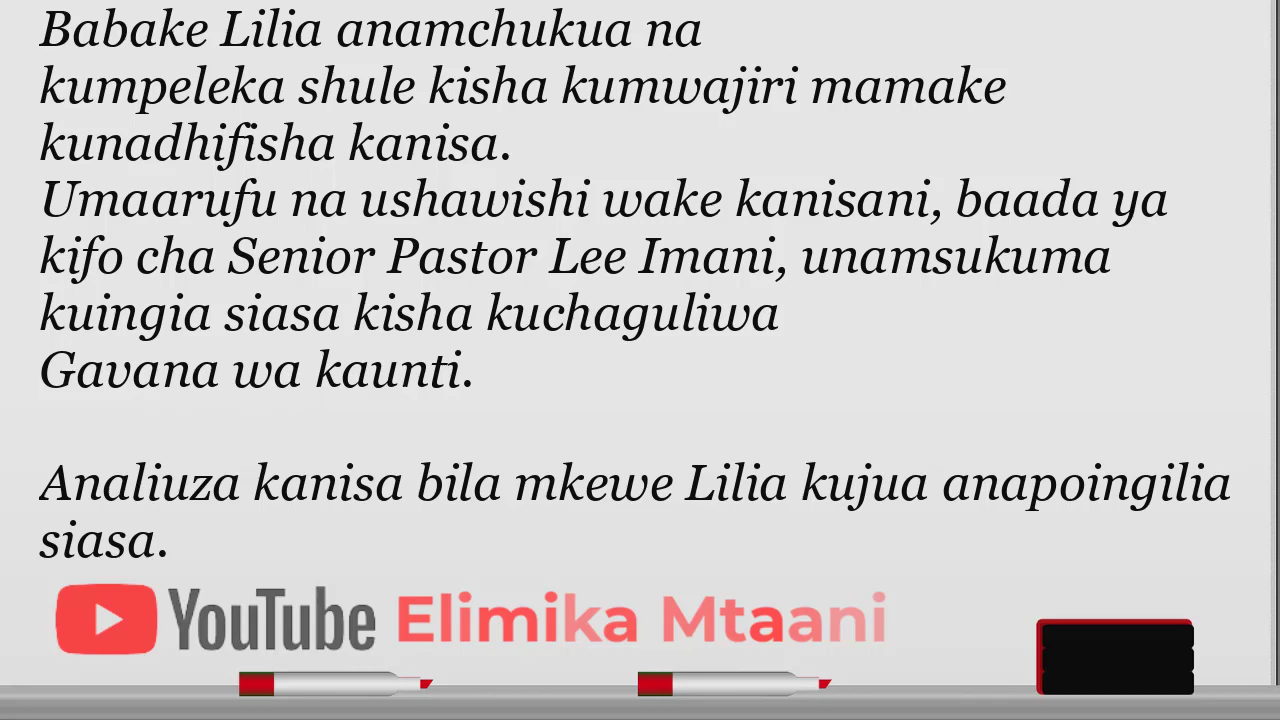 Babake Lilia anamchukua na
kumpeleka shule kisha kumwajiri mamake
kunadhifisha kanisa.
Umaarufu na ushawishi wake kanisani, baada ya
kifo cha Senior Pastor Lee Imani, unamsukuma
kuingia siasa kisha kuchaguliwa
Gavana wa kaunti.
Analiuza kanisa bila mkewe Lilia kujua anapoingilia
siasa.
YouTube Elimika Mtaani